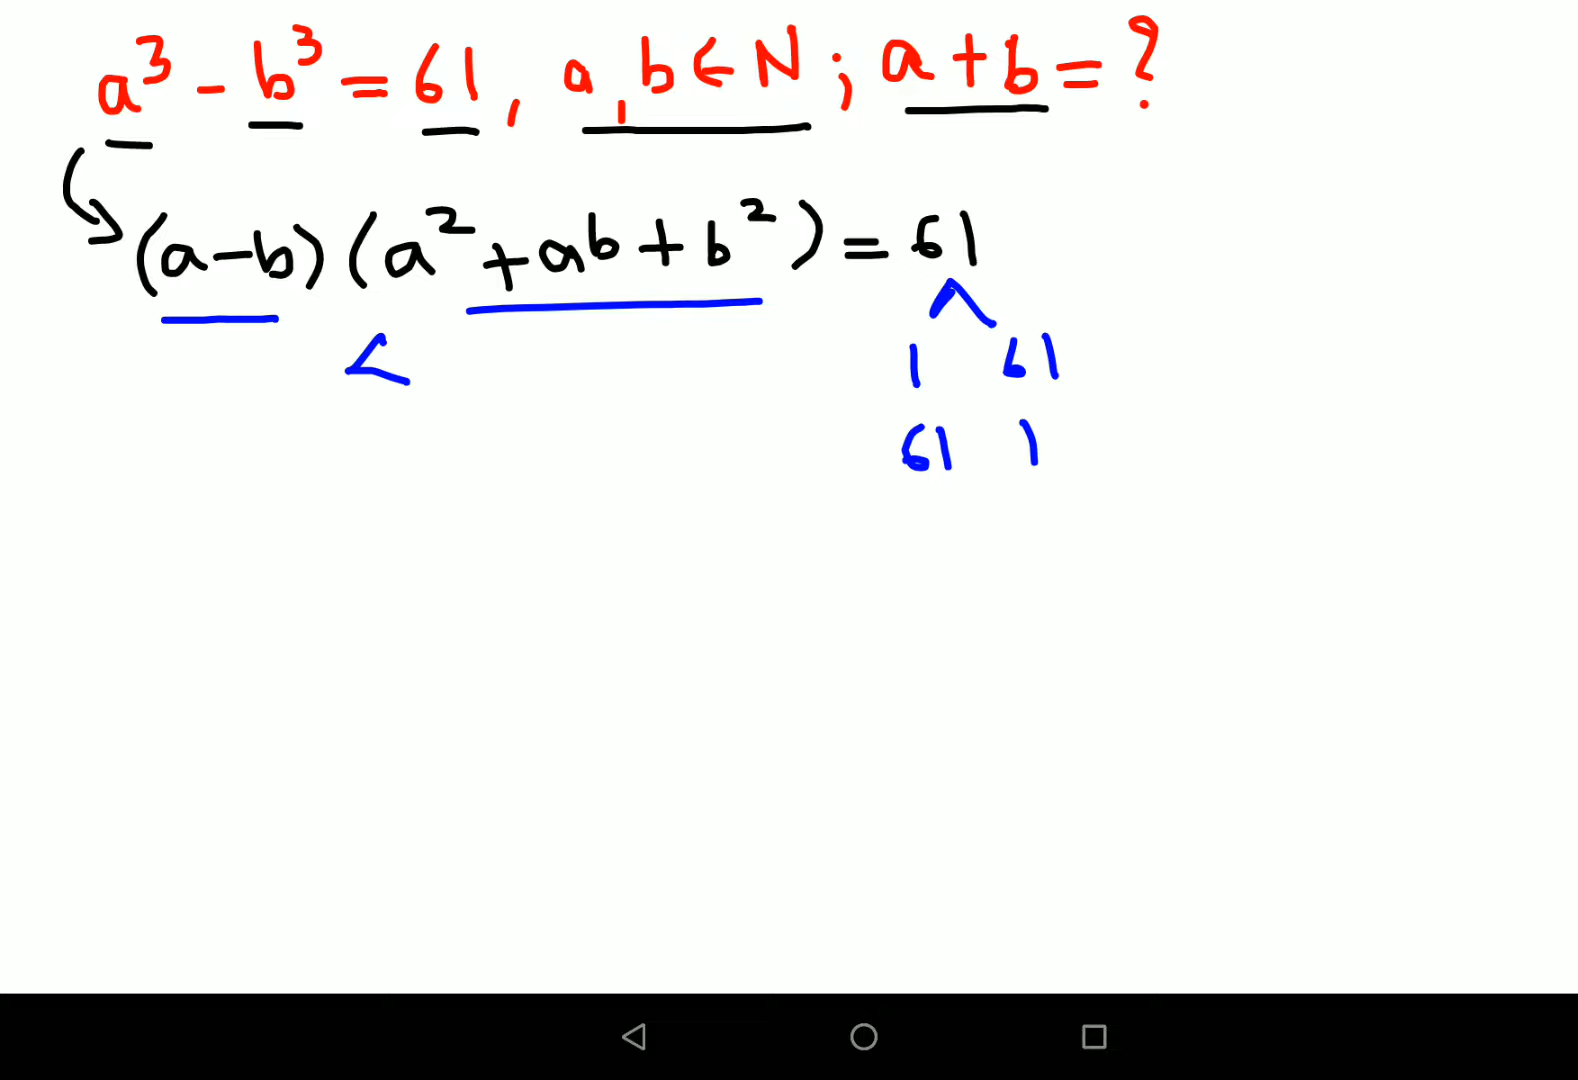 a³ - b³ = 61, a, b ∈ N; a + b = ?
(a-b)(a² + ab + b²) = 61
< 1 61
61 1